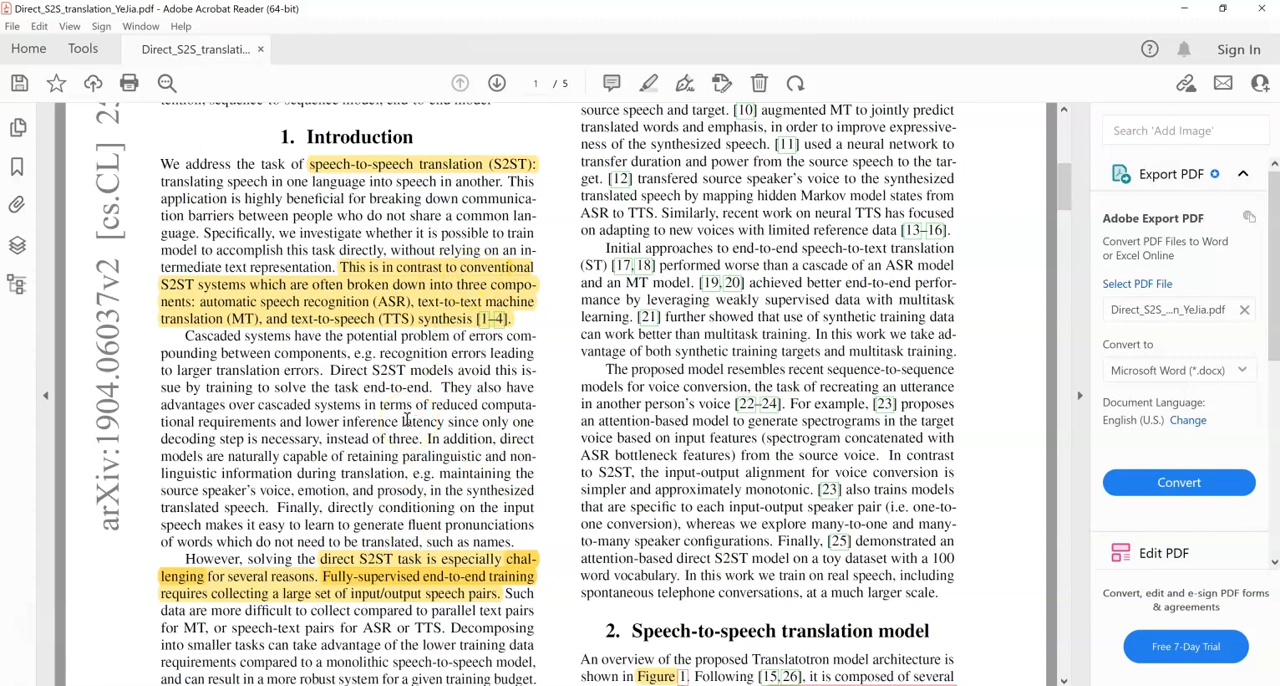 Direct_S2S_translation_YeJia.pdf - Adobe Acrobat Reader (64-bit)
File Edit View Sign Window Help
Home Tools Direct_S2S_translati... × Sign In
1 / 5
arXiv:1904.06037v2 [cs.CL] 2
1. Introduction
We address the task of speech-to-speech translation (S2ST):
translating speech in one language into speech in another. This
application is highly beneficial for breaking down communica-
tion barriers between people who do not share a common lan-
guage. Specifically, we investigate whether it is possible to train
model to accomplish this task directly, without relying on an in-
termediate text representation. This is in contrast to conventional
S2ST systems which are often broken down into three compo-
nents: automatic speech recognition (ASR), text-to-text machine
translation (MT), and text-to-speech (TTS) synthesis [1–4].
Cascaded systems have the potential problem of errors com-
pounding between components, e.g. recognition errors leading
to larger translation errors. Direct S2ST models avoid this is-
sue by training to solve the task end-to-end. They also have
advantages over cascaded systems in terms of reduced computa-
tional requirements and lower inference latency since only one
decoding step is necessary, instead of three. In addition, direct
models are naturally capable of retaining paralinguistic and non-
linguistic information during translation, e.g. maintaining the
source speaker's voice, emotion, and prosody, in the synthesized
translated speech. Finally, directly conditioning on the input
speech makes it easy to learn to generate fluent pronunciations
of words which do not need to be translated, such as names.
However, solving the direct S2ST task is especially chal-
lenging for several reasons. Fully-supervised end-to-end training
requires collecting a large set of input/output speech pairs. Such
data are more difficult to collect compared to parallel text pairs
for MT, or speech-text pairs for ASR or TTS. Decomposing
into smaller tasks can take advantage of the lower training data
requirements compared to a monolithic speech-to-speech model,
and can result in a more robust system for a given training budget.
source speech and target. [10] augmented MT to jointly predict
translated words and emphasis, in order to improve expressive-
ness of the synthesized speech. [11] used a neural network to
transfer duration and power from the source speech to the tar-
get. [12] transfered source speaker's voice to the synthesized
translated speech by mapping hidden Markov model states from
ASR to TTS. Similarly, recent work on neural TTS has focused
on adapting to new voices with limited reference data [13–16].
Initial approaches to end-to-end speech-to-text translation
(ST) [17, 18] performed worse than a cascade of an ASR model
and an MT model. [19, 20] achieved better end-to-end perfor-
mance by leveraging weakly supervised data with multitask
learning. [21] further showed that use of synthetic training data
can work better than multitask training. In this work we take ad-
vantage of both synthetic training targets and multitask training.
The proposed model resembles recent sequence-to-sequence
models for voice conversion, the task of recreating an utterance
in another person's voice [22–24]. For example, [23] proposes
an attention-based model to generate spectrograms in the target
voice based on input features (spectrogram concatenated with
ASR bottleneck features) from the source voice. In contrast
to S2ST, the input-output alignment for voice conversion is
simpler and approximately monotonic. [23] also trains models
that are specific to each input-output speaker pair (i.e. one-to-
one conversion), whereas we explore many-to-one and many-
to-many speaker configurations. Finally, [25] demonstrated an
attention-based direct S2ST model on a toy dataset with a 100
word vocabulary. In this work we train on real speech, including
spontaneous telephone conversations, at a much larger scale.
2. Speech-to-speech translation model
An overview of the proposed Translatotron model architecture is
shown in Figure 1. Following [15, 26], it is composed of several
Search 'Add Image'
Export PDF
Adobe Export PDF
Convert PDF Files to Word
or Excel Online
Select PDF File
Direct_S2S_...n_YeJia.pdf
Convert to
Microsoft Word (*.docx)
Document Language:
English (U.S.) Change
Convert
Edit PDF
Convert, edit and e-sign PDF forms
& agreements
Free 7-Day Trial